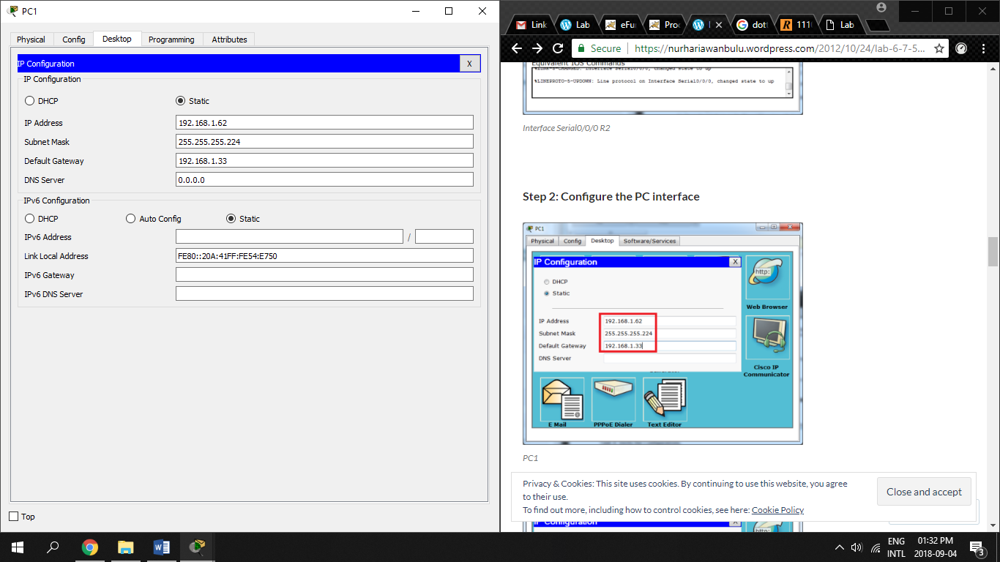 PC1
Physical Config Desktop Programming Attributes
IP Configuration X
IP Configuration
DHCP Static
IP Address 192.168.1.62
Subnet Mask 255.255.255.224
Default Gateway 192.168.1.33
DNS Server 0.0.0.0
IPv6 Configuration
DHCP Auto Config Static
IPv6 Address /
Link Local Address FE80::20A:41FF:FE54:E750
IPv6 Gateway
IPv6 DNS Server
Top
Link Lab eFu Pro dott 111 Lab
Secure https://nurhariawanbulu.wordpress.com/2012/10/24/lab-6-7-5...
Equivalent IOS Commands
%LINK-5-CHANGED: Interface Serial0/0/0, changed state to up
%LINEPROTO-5-UPDOWN: Line protocol on Interface Serial0/0/0, changed state to up
Interface Serial0/0/0 R2
Step 2: Configure the PC interface
PC1
Physical Config Desktop Software/Services
IP Configuration X
http:
DHCP
Static
Web Browser
IP Address 192.168.1.62
Subnet Mask 255.255.255.224
Default Gateway 192.168.1.33
DNS Server
Cisco IP
Communicator
E Mail PPPoE Dialer Text Editor
PC1
Privacy & Cookies: This site uses cookies. By continuing to use this website, you agree
to their use.
To find out more, including how to control cookies, see here: Cookie Policy
Close and accept
IP Configuration X
ENG
INTL
01:32 PM
2018-09-04
3